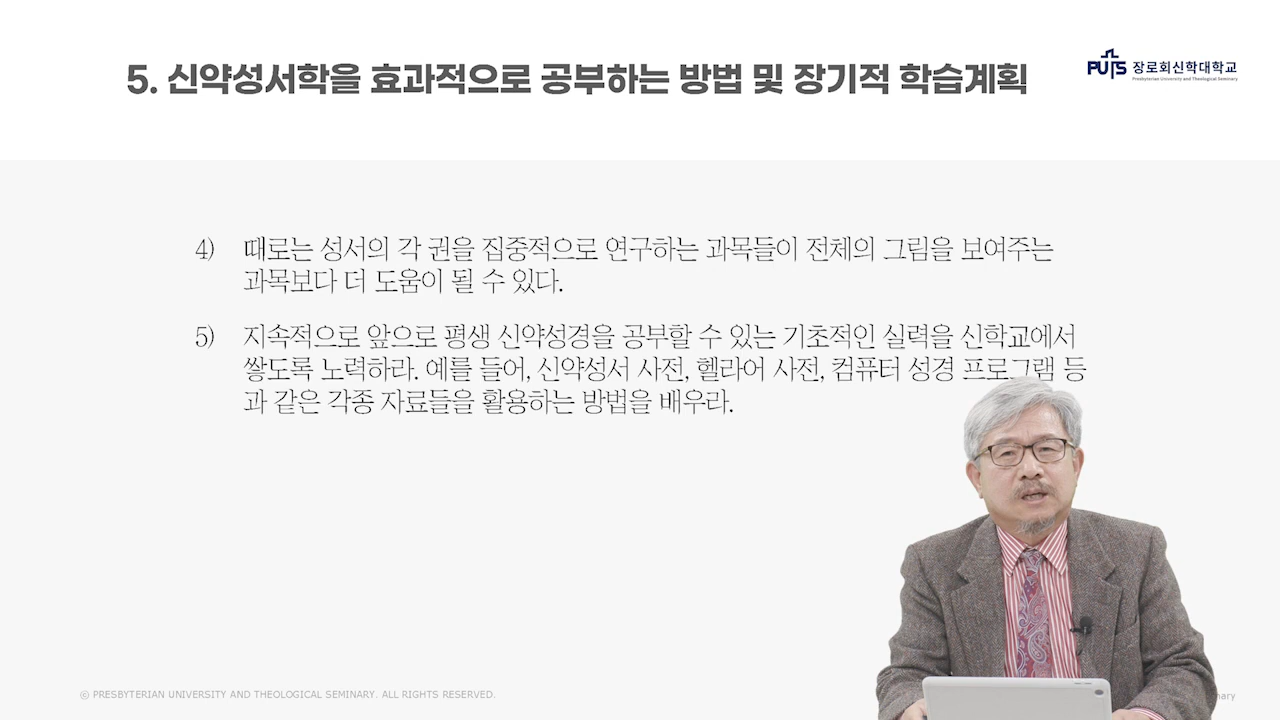 5. 신약성서학을 효과적으로 공부하는 방법 및 장기적 학습계획
PUTS 장로회신학대학교
Presbyterian University and Theological Seminary
4) 때로는 성서의 각 권을 집중적으로 연구하는 과목들이 전체의 그림을 보여주는
과목보다 더 도움이 될 수 있다.
5) 지속적으로 앞으로 평생 신약성경을 공부할 수 있는 기초적인 실력을 신학교에서
쌓도록 노력하라. 예를 들어, 신약성서 사전, 헬라어 사전, 컴퓨터 성경 프로그램 등
과 같은 각종 자료들을 활용하는 방법을 배우라.
ⓒ PRESBYTERIAN UNIVERSITY AND THEOLOGICAL SEMINARY. ALL RIGHTS RESERVED.